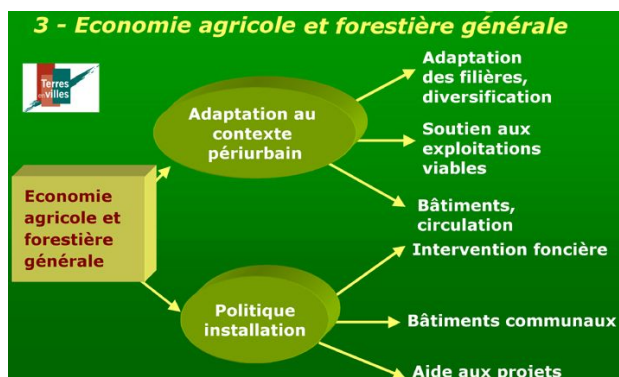 3 - Economie agricole et forestière générale
Terres
en villes
Adaptation au
contexte
périurbain
Adaptation
des filières,
diversification
Soutien aux
exploitations
viables
Bâtiments,
circulation
Economie
agricole et
forestière
générale
Politique
installation
Intervention foncière
Bâtiments communaux
Aide aux projets